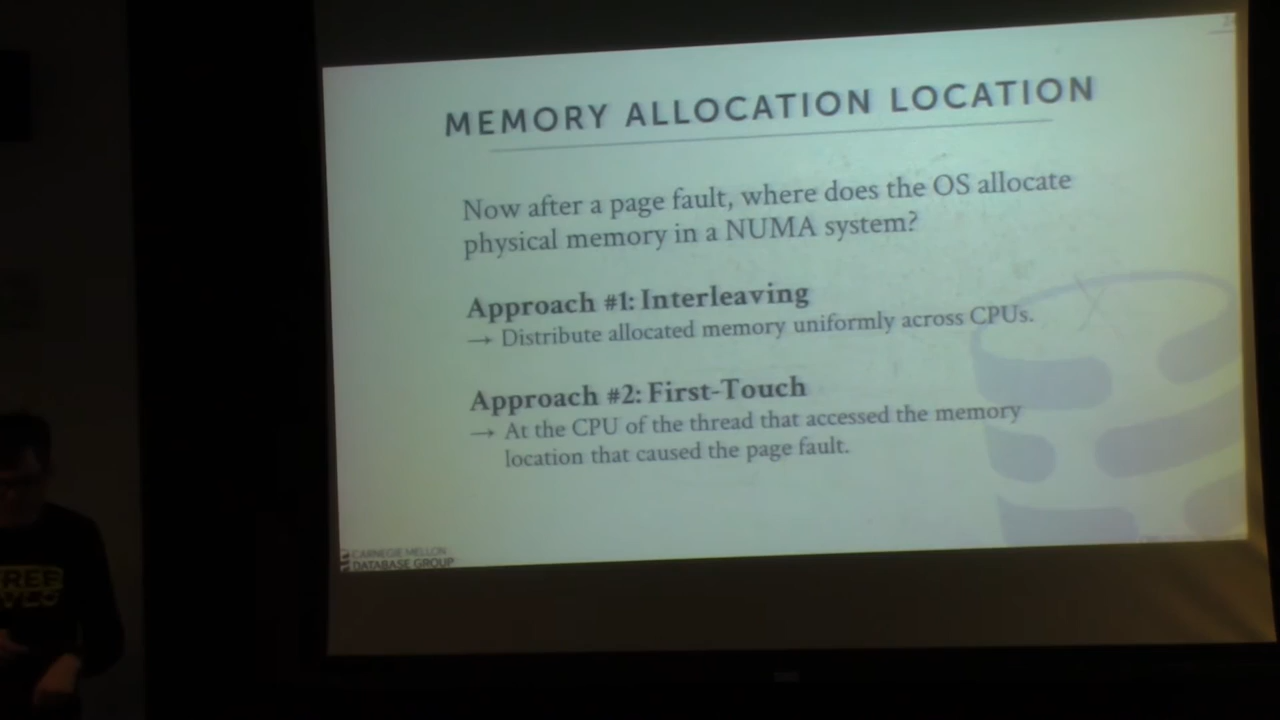 MEMORY ALLOCATION LOCATION
Now after a page fault, where does the OS allocate
physical memory in a NUMA system?
Approach #1: Interleaving
→ Distribute allocated memory uniformly across CPUs.
Approach #2: First-Touch
→ At the CPU of the thread that accessed the memory
location that caused the page fault.
CARNEGIE MELLON
DATABASE GROUP